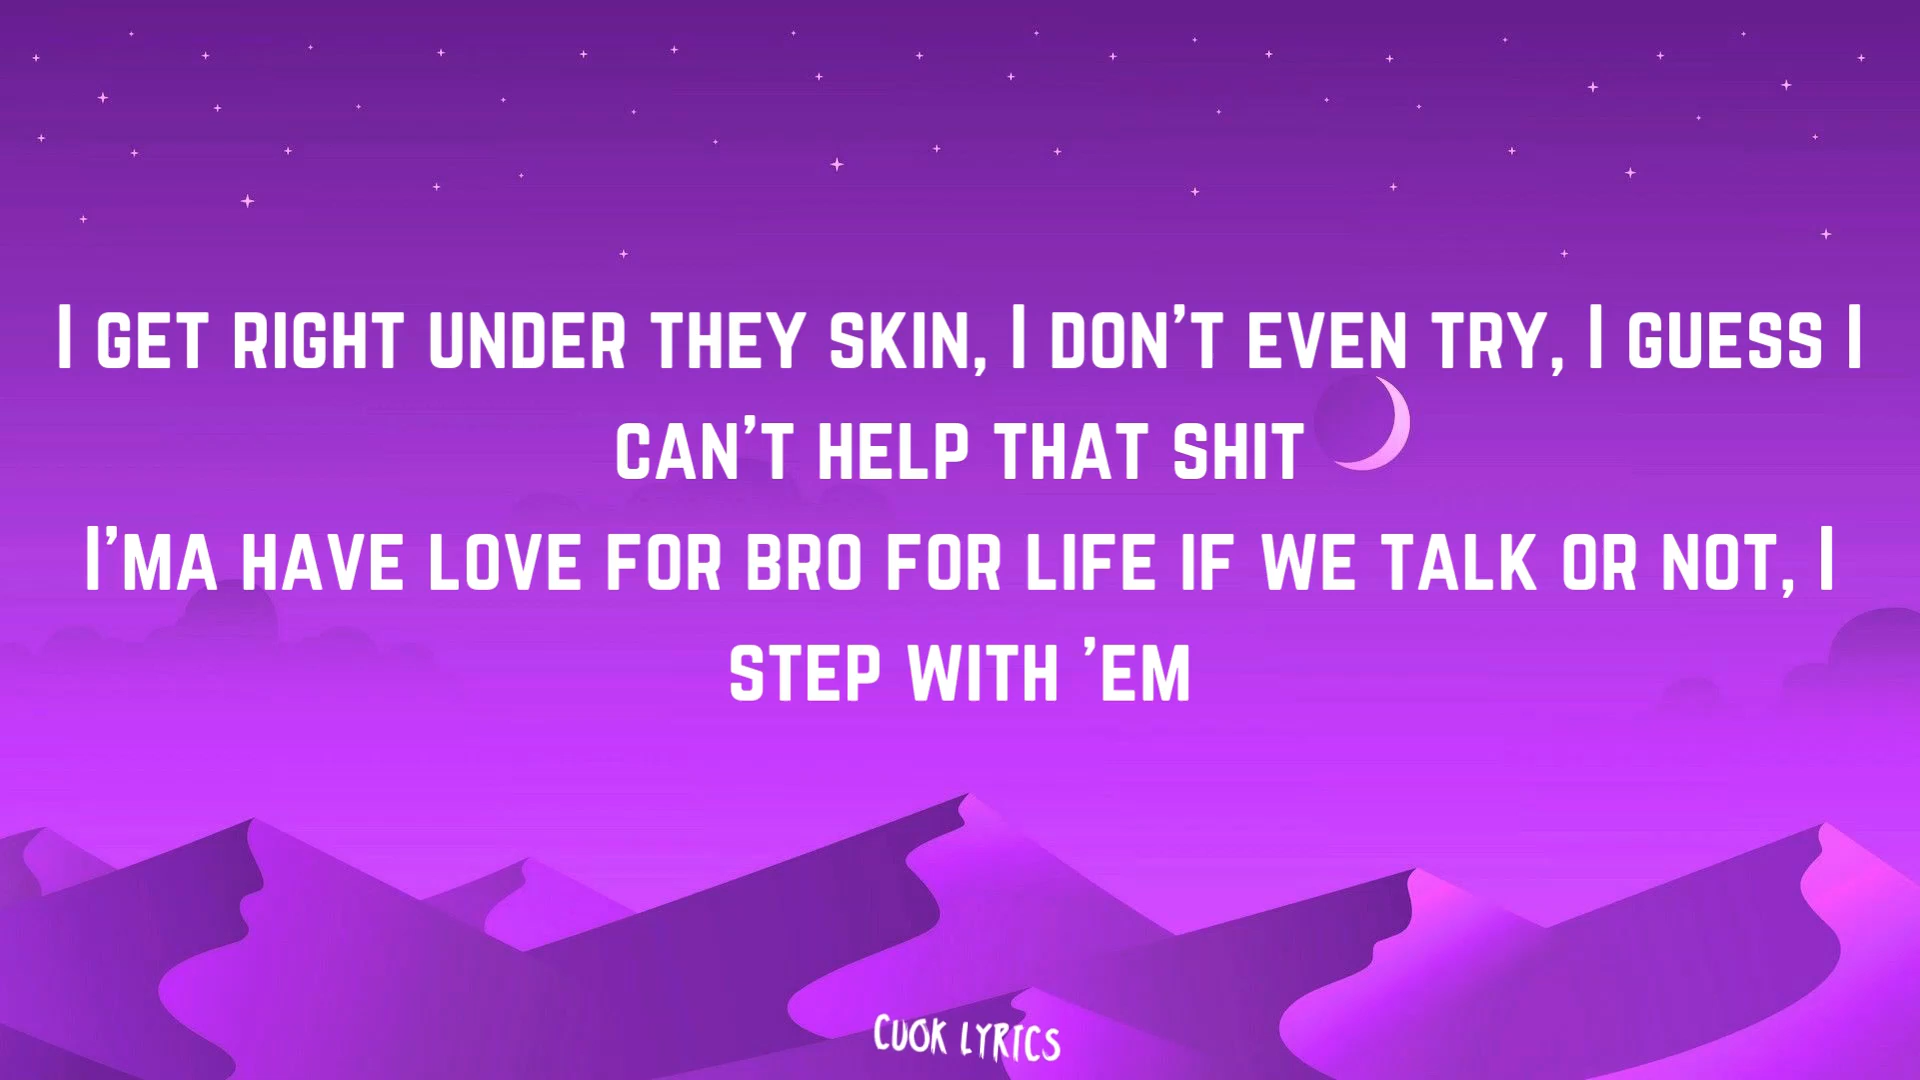 I GET RIGHT UNDER THEY SKIN, I DON'T EVEN TRY, I GUESS I
CAN'T HELP THAT SHIT
I'MA HAVE LOVE FOR BRO FOR LIFE IF WE TALK OR NOT, I
STEP WITH 'EM
CUOK LYRICS